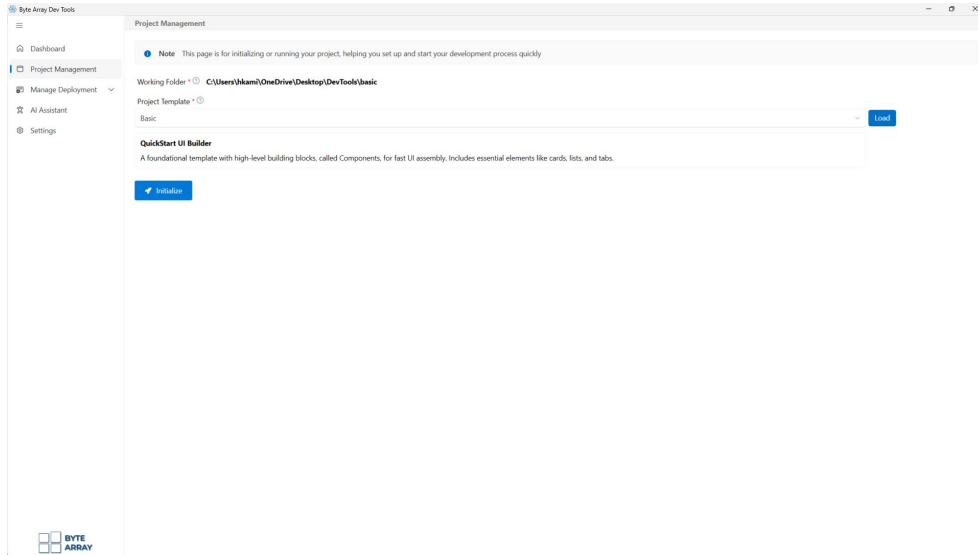 Byte Array Dev Tools
Project Management
Dashboard
Project Management
Manage Deployment
AI Assistant
Settings
Note This page is for initializing or running your project, helping you set up and start your development process quickly
Working Folder * C:\Users\hkami\OneDrive\Desktop\DevTools\basic
Project Template *
Basic
Load
QuickStart UI Builder
A foundational template with high-level building blocks, called Components, for fast UI assembly. Includes essential elements like cards, lists, and tabs.
Initialize
BYTE
ARRAY